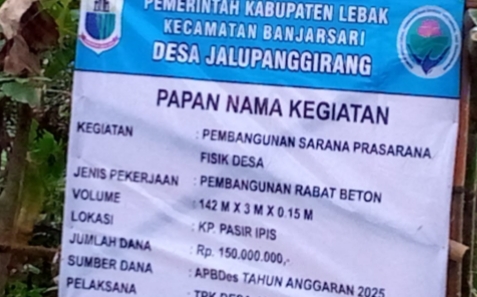 PEMERINTAH KABUPATEN LEBAK
KECAMATAN BANJARSARI
DESA JALUPANGGIRANG
PAPAN NAMA KEGIATAN
KEGIATAN : PEMBANGUNAN SARANA PRASARANA
FISIK DESA
JENIS PEKERJAAN : PEMBANGUNAN RABAT BETON
VOLUME : 142 M X 3 M X 0.15 M
LOKASI : KP. PASIR IPIS
JUMLAH DANA : Rp. 150.000.000,-
SUMBER DANA : APBDes TAHUN ANGGARAN 2025
PELAKSANA : TPK DESA